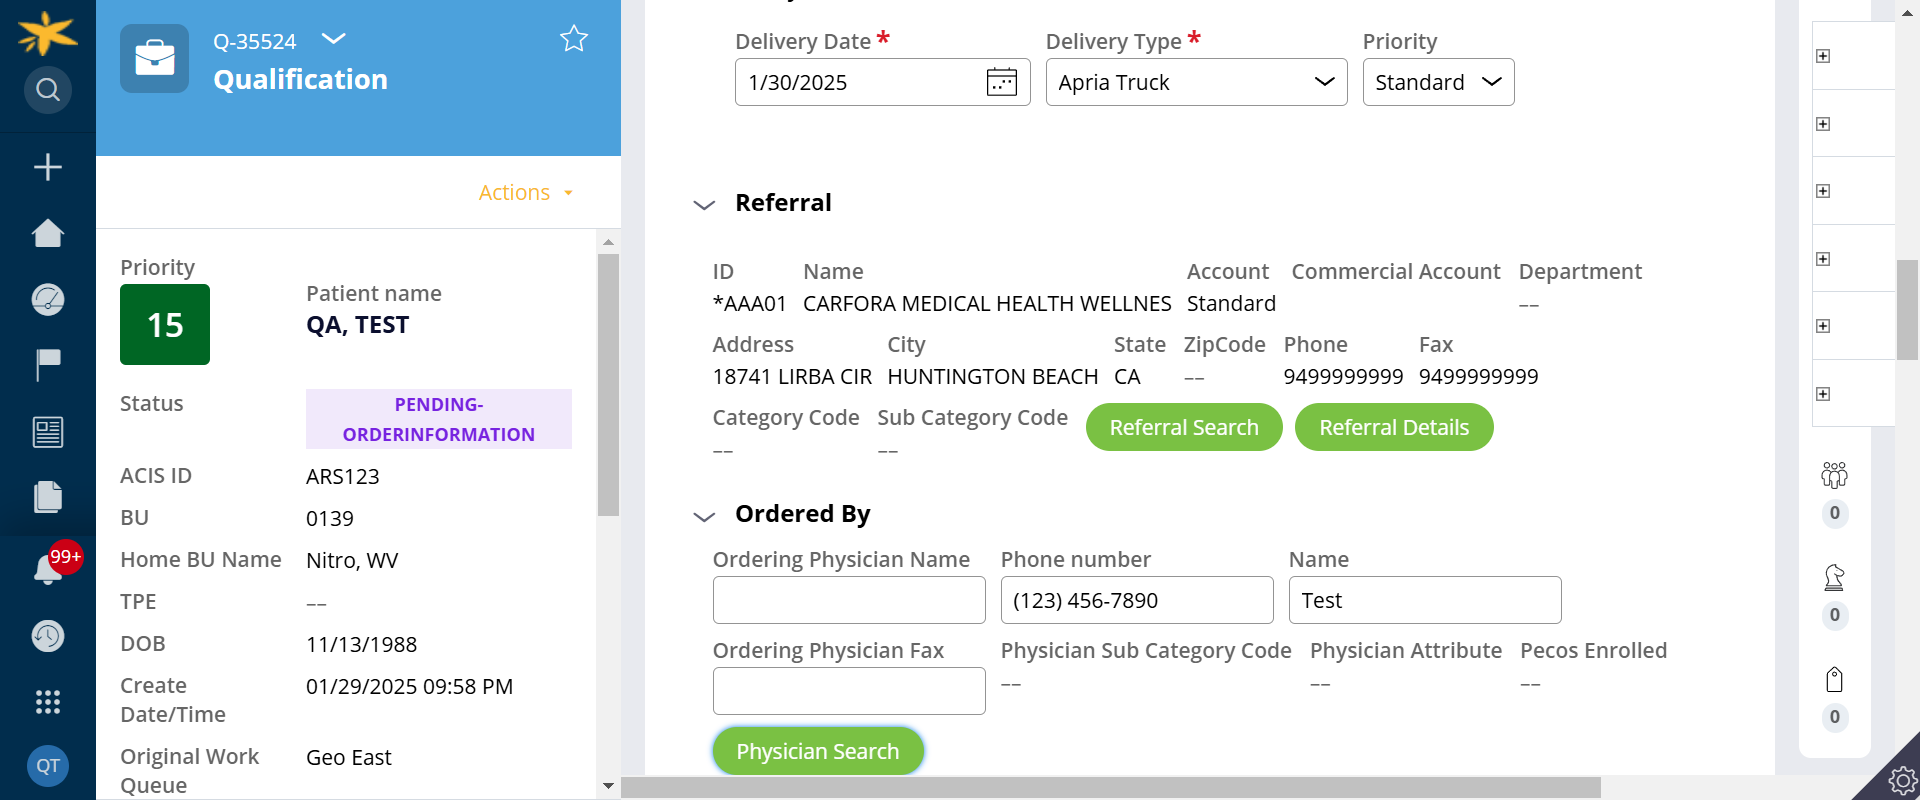 Q-35524
Qualification
Actions
Priority
15
Patient name
QA, TEST
Status
PENDING-
ORDERINFORMATION
ACIS ID
ARS123
BU
0139
Home BU Name
Nitro, WV
TPE
––
DOB
11/13/1988
Create
Date/Time
01/29/2025 09:58 PM
Original Work
Queue
Geo East
99+
QT
Delivery Date * Delivery Type * Priority
1/30/2025 Apria Truck Standard
Referral
ID Name Account Commercial Account Department
*AAA01 CARFORA MEDICAL HEALTH WELLNES Standard ––
Address City State ZipCode Phone Fax
18741 LIRBA CIR HUNTINGTON BEACH CA –– 9499999999 9499999999
Category Code Sub Category Code Referral Search Referral Details
–– ––
Ordered By
Ordering Physician Name Phone number Name
(123) 456-7890 Test
Ordering Physician Fax Physician Sub Category Code Physician Attribute Pecos Enrolled
–– –– ––
Physician Search
0
0
0